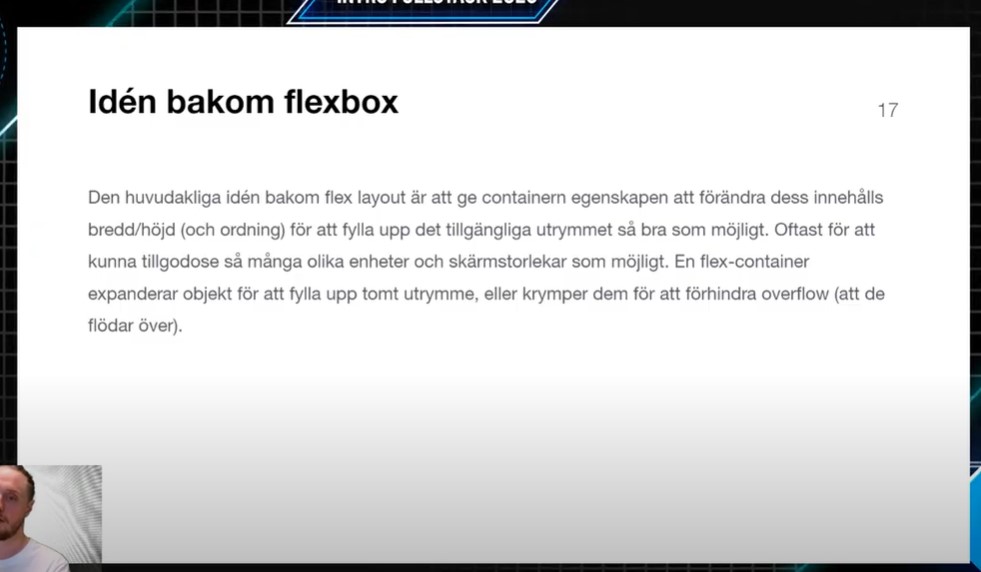 INTRO FULLSTACK 2023
Idén bakom flexbox
17
Den huvudakliga idén bakom flex layout är att ge containern egenskapen att förändra dess innehålls
bredd/höjd (och ordning) för att fylla upp det tillgängliga utrymmet så bra som möjligt. Oftast för att
kunna tillgodose så många olika enheter och skärmstorlekar som möjligt. En flex-container
expanderar objekt för att fylla upp tomt utrymme, eller krymper dem för att förhindra overflow (att de
flödar över).